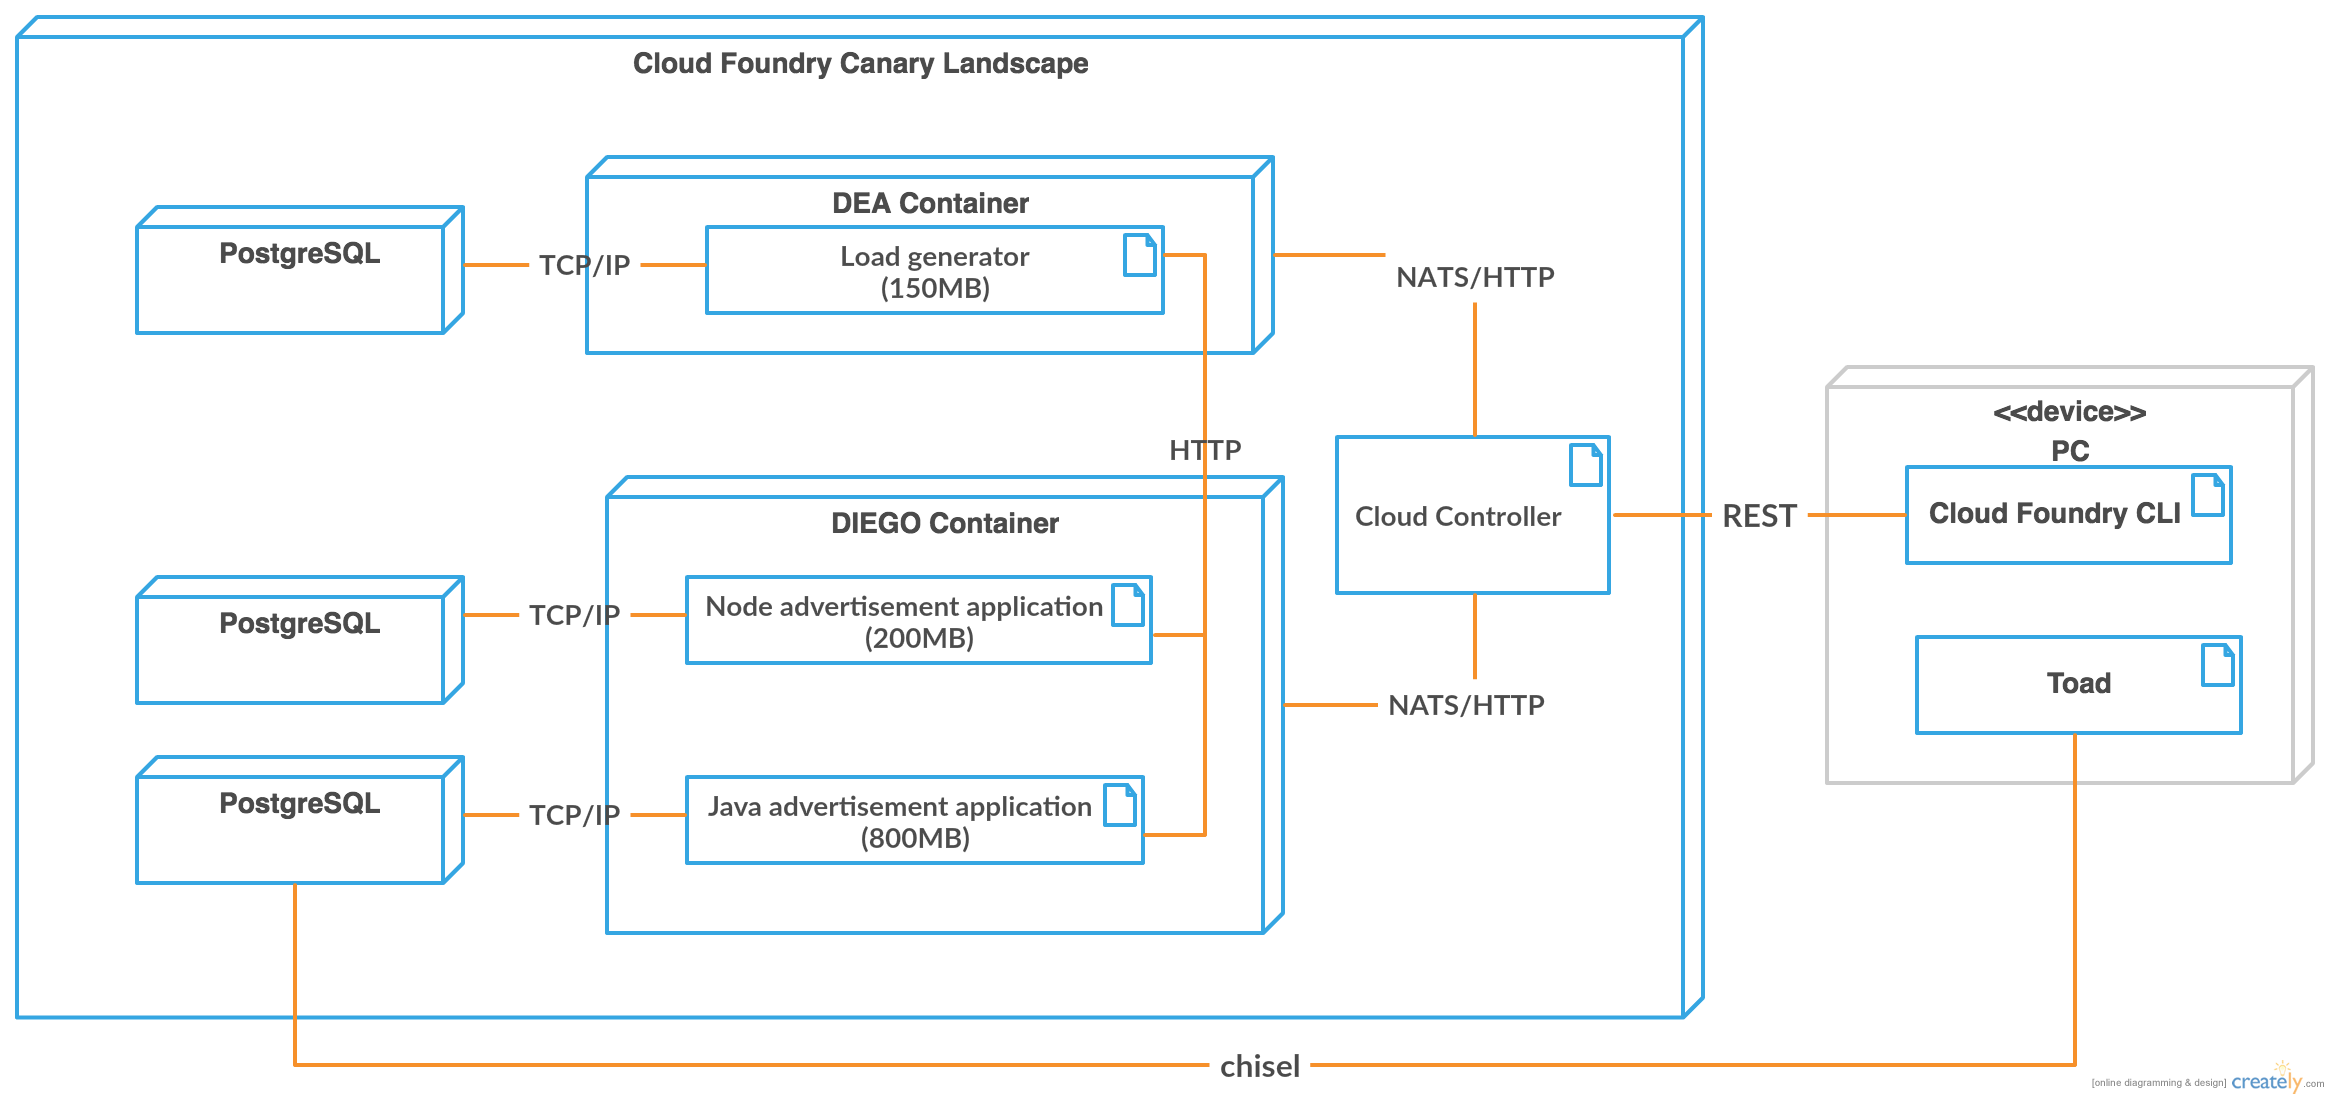 Cloud Foundry Canary Landscape
DEA Container
PostgreSQL
TCP/IP
Load generator
(150MB)
NATS/HTTP
HTTP
<<device>>
PC
Cloud Controller
REST
Cloud Foundry CLI
DIEGO Container
PostgreSQL
TCP/IP
Node advertisement application
(200MB)
Toad
NATS/HTTP
PostgreSQL
TCP/IP
Java advertisement application
(800MB)
chisel
[online diagramming & design] creately.com